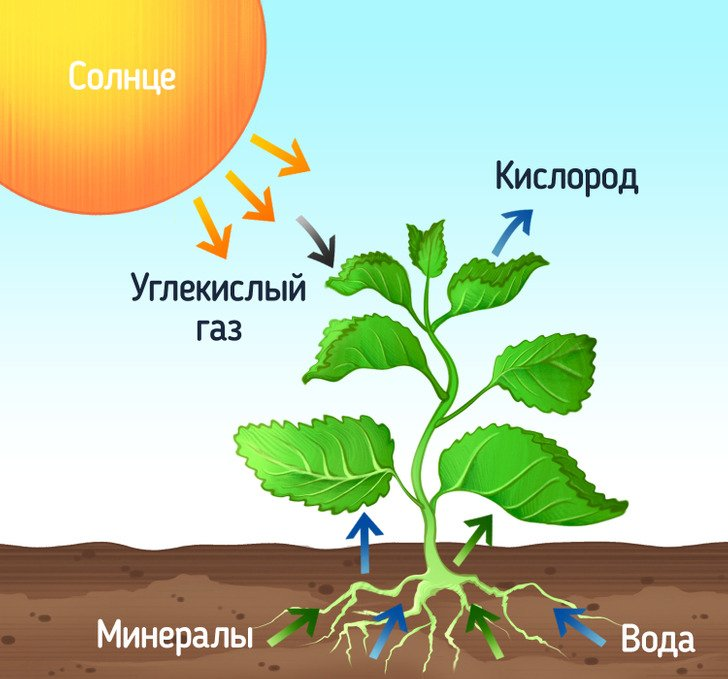 Солнце
Кислород
Углекислый
газ
Минералы
Вода